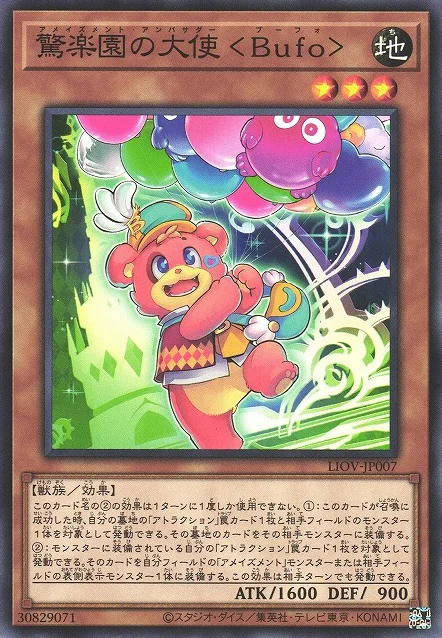 アメイズメント アンバサダー ブーフォ
驚楽園の大使<Bufo>
ち
地
LIOV-JP007
けものぞく こうか
【獣族/効果】
このカード名の②の効果は1ターンに1度しか使用できない。①:このカードが召喚に
成功した時、自分の墓地の「アトラクション」罠カード1枚と相手フィールドのモンスター
1体を対象として発動できる。その墓地のカードをその相手モンスターに装備する。
②:モンスターに装備されている自分の「アトラクション」罠カード1枚を対象として
発動できる。そのカードを自分フィールドの「アメイズメント」モンスターまたは相手フィー
ルドの表側表示モンスター1体に装備する。この効果は相手ターンでも発動できる。
ATK/1600 DEF/ 900
30829071
©スタジオ・ダイス/集英社・テレビ東京・KONAMI